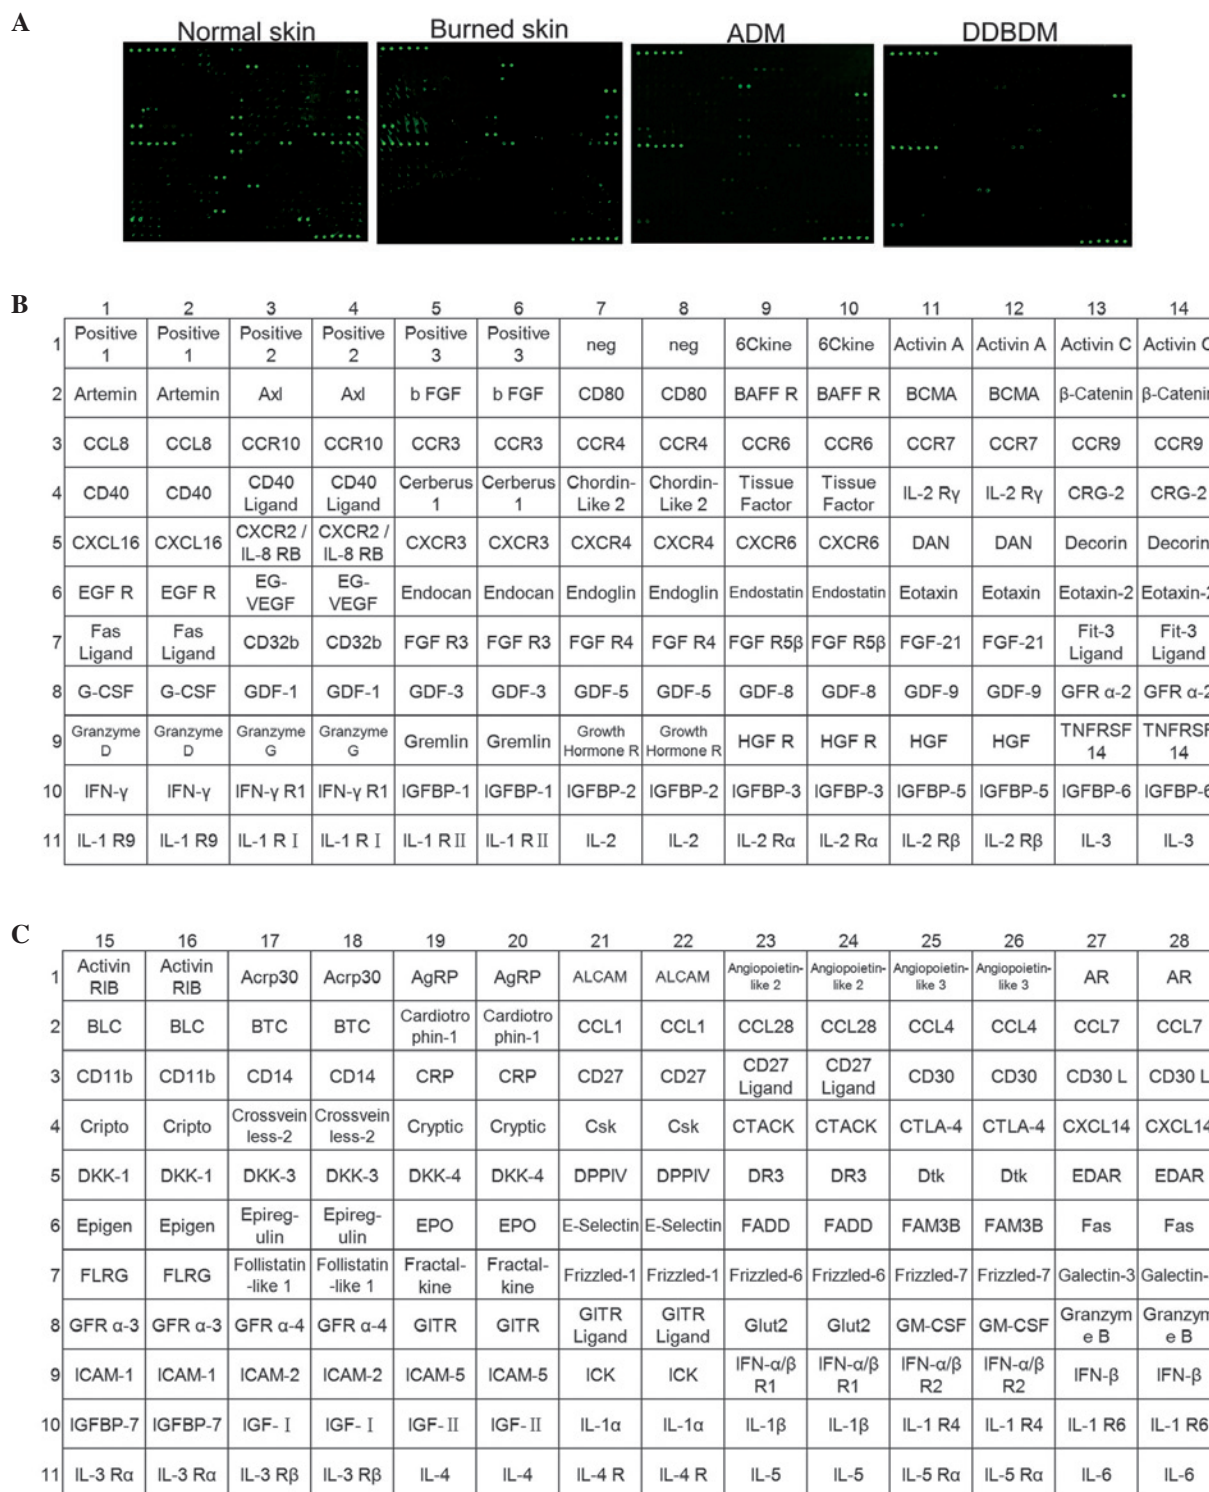 A
Normal skin Burned skin ADM DDBDM
B
1 2 3 4 5 6 7 8 9 10 11 12 13 14
1 Positive 1 Positive 1 Positive 2 Positive 2 Positive 3 Positive 3 neg neg 6Ckine 6Ckine Activin A Activin A Activin C Activin C
2 Artemin Artemin Axl Axl b FGF b FGF CD80 CD80 BAFF R BAFF R BCMA BCMA β-Catenin β-Catenin
3 CCL8 CCL8 CCR10 CCR10 CCR3 CCR3 CCR4 CCR4 CCR6 CCR6 CCR7 CCR7 CCR9 CCR9
4 CD40 CD40 CD40 Ligand CD40 Ligand Cerberus 1 Cerberus 1 Chordin-Like 2 Chordin-Like 2 Tissue Factor Tissue Factor IL-2 Rγ IL-2 Rγ CRG-2 CRG-2
5 CXCL16 CXCL16 CXCR2 / IL-8 RB CXCR2 / IL-8 RB CXCR3 CXCR3 CXCR4 CXCR4 CXCR6 CXCR6 DAN DAN Decorin Decorin
6 EGF R EGF R EG-VEGF EG-VEGF Endocan Endocan Endoglin Endoglin Endostatin Endostatin Eotaxin Eotaxin Eotaxin-2 Eotaxin-2
7 Fas Ligand Fas Ligand CD32b CD32b FGF R3 FGF R3 FGF R4 FGF R4 FGF R5β FGF R5β FGF-21 FGF-21 Fit-3 Ligand Fit-3 Ligand
8 G-CSF G-CSF GDF-1 GDF-1 GDF-3 GDF-3 GDF-5 GDF-5 GDF-8 GDF-8 GDF-9 GDF-9 GFR α-2 GFR α-2
9 Granzyme D Granzyme D Granzyme G Granzyme G Gremlin Gremlin Growth Hormone R Growth Hormone R HGF R HGF R HGF HGF TNFRSF 14 TNFRSF 14
10 IFN-γ IFN-γ IFN-γ R1 IFN-γ R1 IGFBP-1 IGFBP-1 IGFBP-2 IGFBP-2 IGFBP-3 IGFBP-3 IGFBP-5 IGFBP-5 IGFBP-6 IGFBP-6
11 IL-1 R9 IL-1 R9 IL-1 R Ⅰ IL-1 R Ⅰ IL-1 R Ⅱ IL-1 R Ⅱ IL-2 IL-2 IL-2 Rα IL-2 Rα IL-2 Rβ IL-2 Rβ IL-3 IL-3
C
15 16 17 18 19 20 21 22 23 24 25 26 27 28
1 Activin RIB Activin RIB Acrp30 Acrp30 AgRP AgRP ALCAM ALCAM Angiopoietin-like 2 Angiopoietin-like 2 Angiopoietin-like 3 Angiopoietin-like 3 AR AR
2 BLC BLC BTC BTC Cardiotrophin-1 Cardiotrophin-1 CCL1 CCL1 CCL28 CCL28 CCL4 CCL4 CCL7 CCL7
3 CD11b CD11b CD14 CD14 CRP CRP CD27 CD27 CD27 Ligand CD27 Ligand CD30 CD30 CD30 L CD30 L
4 Cripto Cripto Crossveinless-2 Crossveinless-2 Cryptic Cryptic Csk Csk CTACK CTACK CTLA-4 CTLA-4 CXCL14 CXCL14
5 DKK-1 DKK-1 DKK-3 DKK-3 DKK-4 DKK-4 DPPIV DPPIV DR3 DR3 Dtk Dtk EDAR EDAR
6 Epigen Epigen Epiregulin Epiregulin EPO EPO E-Selectin E-Selectin FADD FADD FAM3B FAM3B Fas Fas
7 FLRG FLRG Follistatin-like 1 Follistatin-like 1 Fractal-kine Fractal-kine Frizzled-1 Frizzled-1 Frizzled-6 Frizzled-6 Frizzled-7 Frizzled-7 Galectin-3 Galectin-
8 GFR α-3 GFR α-3 GFR α-4 GFR α-4 GITR GITR GITR Ligand GITR Ligand Glut2 Glut2 GM-CSF GM-CSF Granzyme B Granzyme B
9 ICAM-1 ICAM-1 ICAM-2 ICAM-2 ICAM-5 ICAM-5 ICK ICK IFN-α/β R1 IFN-α/β R1 IFN-α/β R2 IFN-α/β R2 IFN-β IFN-β
10 IGFBP-7 IGFBP-7 IGF-Ⅰ IGF-Ⅰ IGF-Ⅱ IGF-Ⅱ IL-1α IL-1α IL-1β IL-1β IL-1 R4 IL-1 R4 IL-1 R6 IL-1 R6
11 IL-3 Rα IL-3 Rα IL-3 Rβ IL-3 Rβ IL-4 IL-4 IL-4 R IL-4 R IL-5 IL-5 IL-5 Rα IL-5 Rα IL-6 IL-6